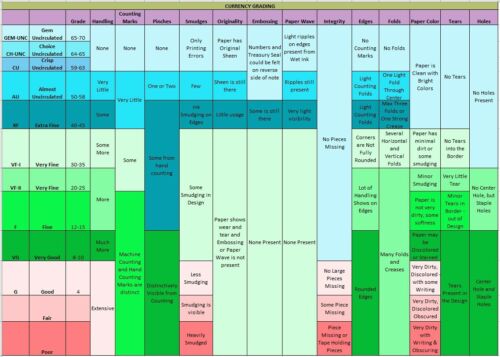 CURRENCY GRADING
Grade
Handling
Counting
Marks
Pinches
Smudges
Originality
Embossing
Paper Wave
Integrity
Edges
Folds
Paper Color
Tears
Holes
GEM-UNC
Gem
Uncirculated
65-70
CH-UNC
Choice
Uncirculated
64-65
CU
Crisp
Uncirculated
59-63
AU
Almost
Uncirculated
50-58
XF
Extra Fine
40-45
VF-I
Very Fine
30-35
VF-II
Very Fine
20-25
F
Fine
12-15
VG
Very Good
8-10
G
Good
4
Fair
Poor
None
Very
Little
Some
Some
More
More
Much
More
Extensive
None
Very Little
Some
Machine
Counting
and Hand
Counting
Marks are
distinct
None
One or Two
Some from
hand
counting
Distinctively
Visible from
Counting
Only
Printing
Errors
Few
Ink
Smudging on
Edges
Some
Smudging in
Design
Less
Smudging
Smudging is
visible
Heavily
Smudged
Paper has
Original
Sheen
Sheen is still
there
Little usage
Paper shows
wear and
tear and
Embossing
or Paper
Wave is not
present
Numbers and
Treasury Seal
could be felt
on reverse
side of note
Some is still
there
None Present
Light ripples
on edges
present from
Wet Ink
Ripples still
present
Very light
visibility
None Present
No Pieces
Missing
No Large
Pieces
Missing
Some Piece
Missing
Piece
Missing or
Tape Holding
Pieces
No
Counting
Marks
Light
Counting
Folds
Light
Counting
Folds
Corners are
Not Fully
Rounded
Lot of
Handling
Shows on
Edges
Rounded
Edges
No Folds
One Light
Fold
Through
Center
Max Three
Folds or
One Strong
Crease
Several
Horizontal
and Vertical
Folds
Many Folds
and Creases
Paper is
Clean with
Bright
Colors
Paper has
minimal
dirt or
some
smudging
Minor
Smudging
Paper is
not very
dirty, some
softness
Paper may
be
Discolored
or Stained
Very Dirty,
Discolored
with some
Writing
Very Dirty,
Discolored
Obscured
Very Dirty
with
Writing &
Obscuring
No Tears
No Tears
into the
Border
Very Little
Tear
Minor
Tears in
Border -
out of
Design
Tears
Present in
the Design
No Holes
Present
No Center
Hole, but
Staple
Holes
Center
Hole and
Staple
Holes